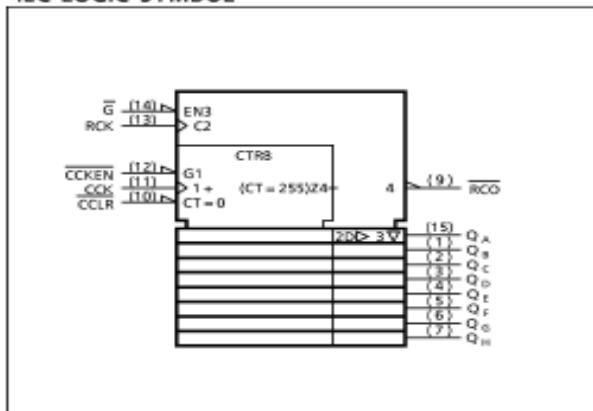 IEC LOGIC SYMBOL
G (14) EN3
RCK (13) C2
CTR8
CCKEN (12) G1
CCK (11) 1+ (CT=255)Z4 4 (9) RCO
CCLR (10) CT=0
2D 3 (15) QA
(1) QB
(2) QC
(3) QD
(4) QE
(5) QF
(6) QG
(7) QH